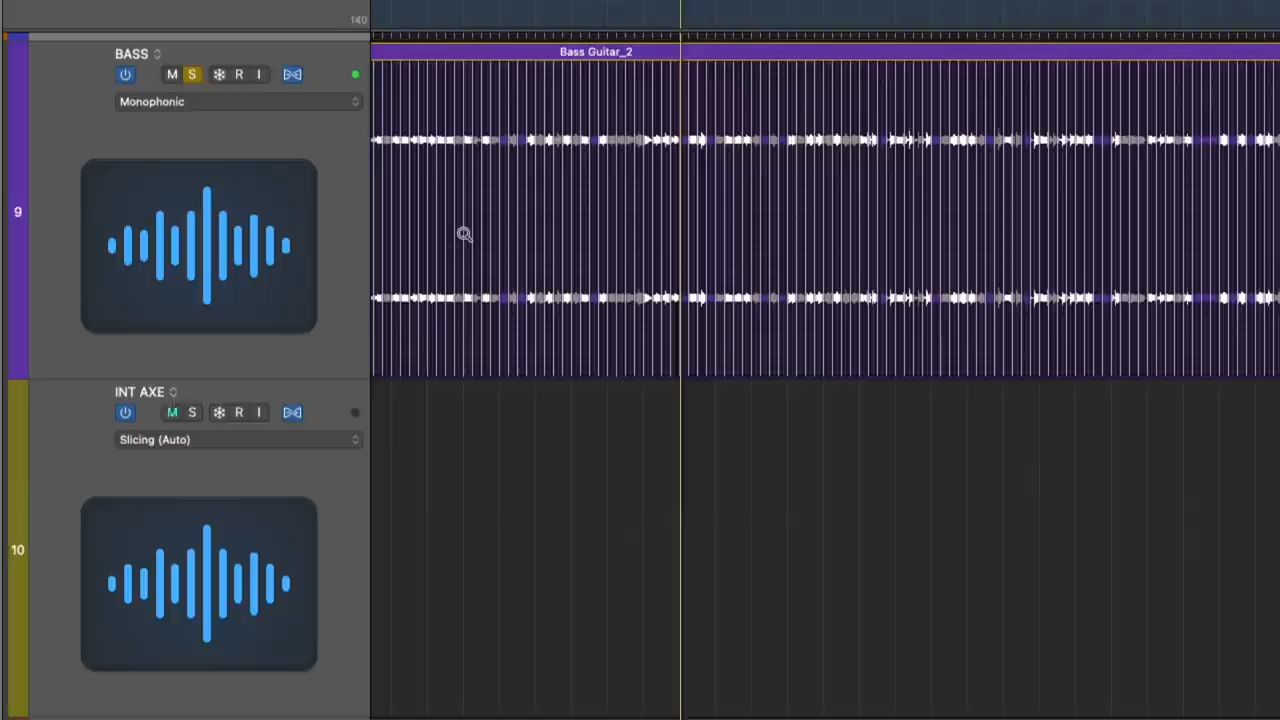 140
BASS
Bass Guitar_2
M S R I
Monophonic
9
INT AXE
M S R I
Slicing (Auto)
10